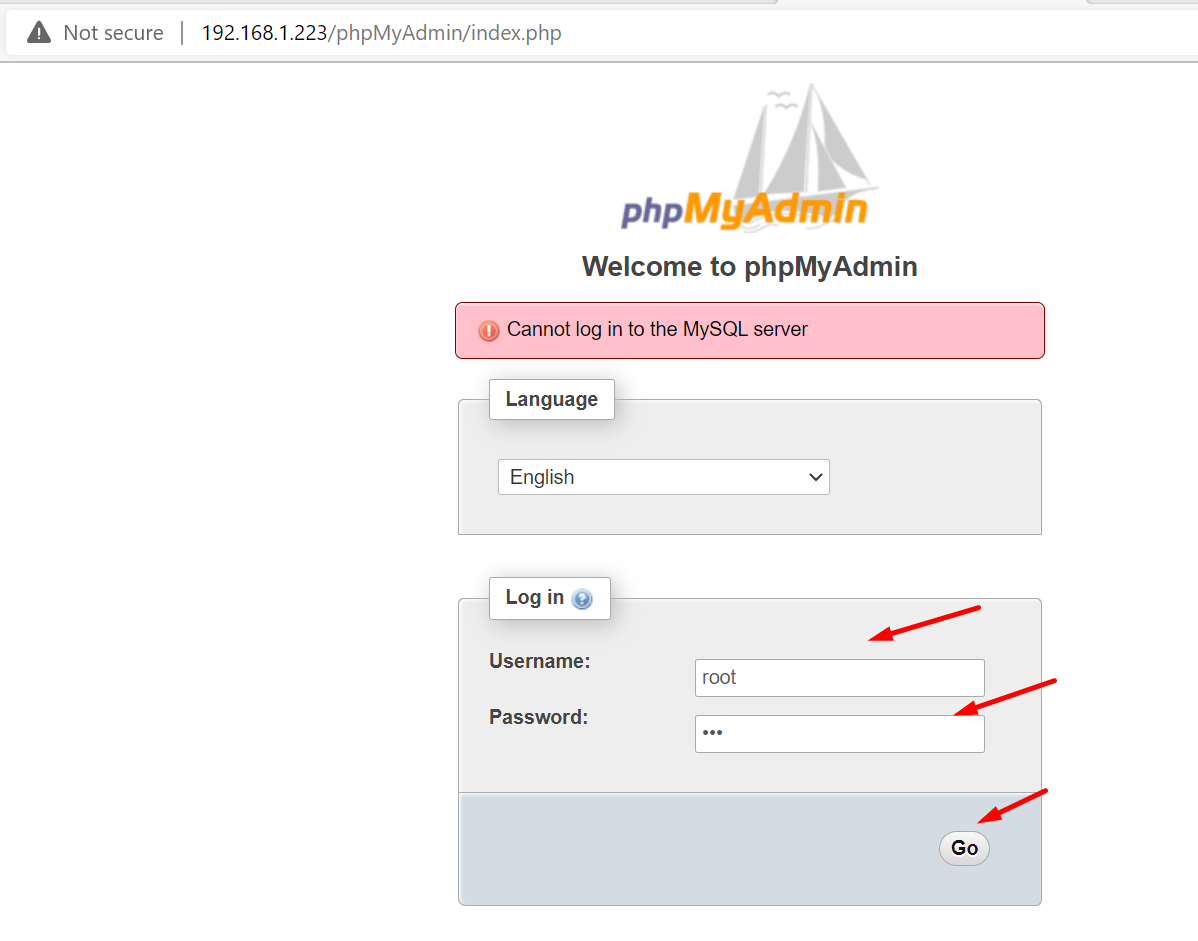 Not secure | 192.168.1.223/phpMyAdmin/index.php
phpMyAdmin
Welcome to phpMyAdmin
Cannot log in to the MySQL server
Language
English
Log in
Username:
root
Password:
•••
Go